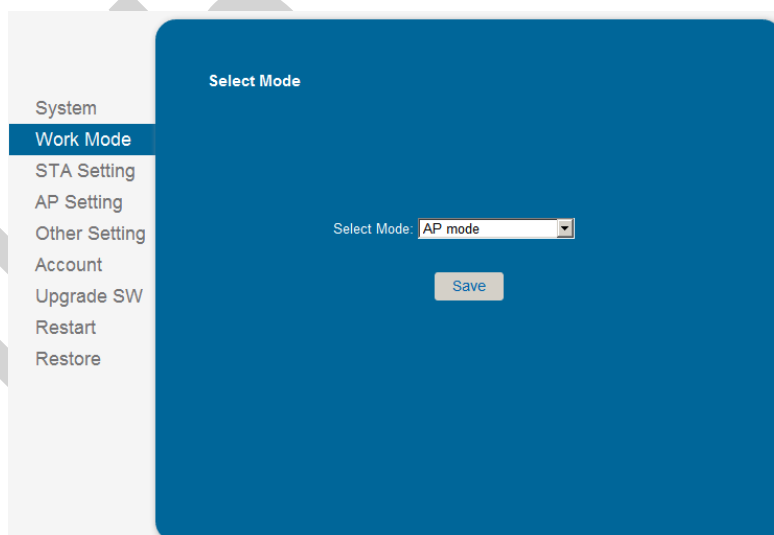 Select Mode
System
Work Mode
STA Setting
AP Setting
Other Setting
Account
Upgrade SW
Restart
Restore
Select Mode: AP mode
Save